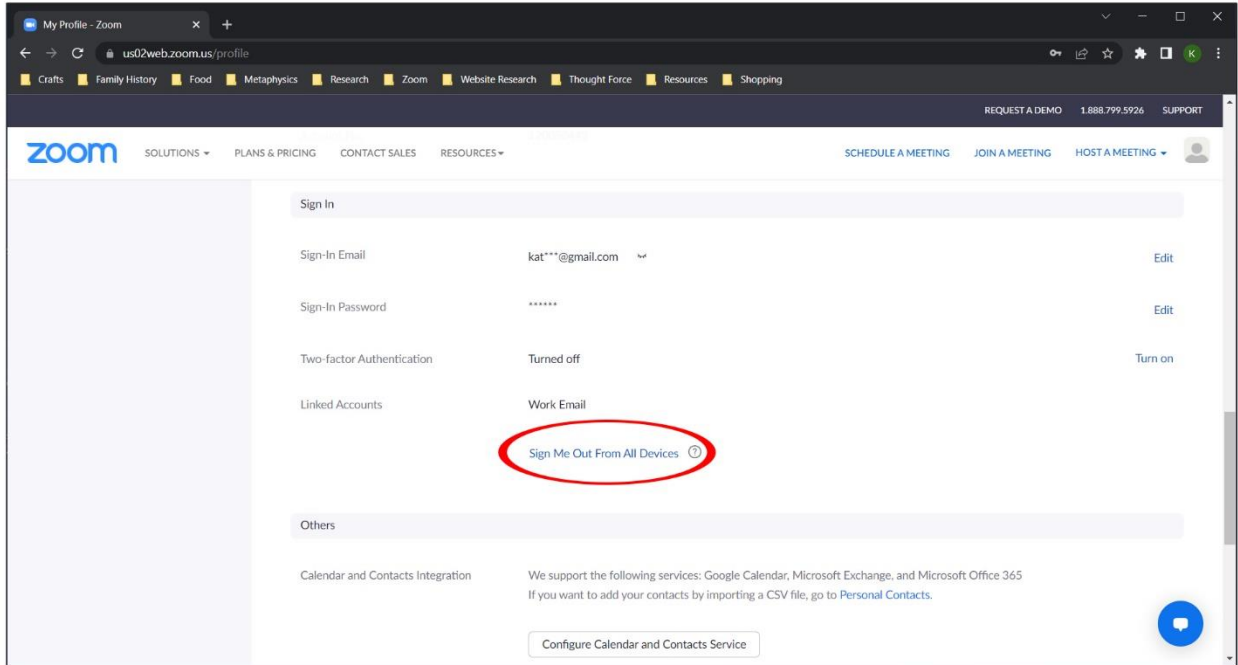 My Profile - Zoom
us02web.zoom.us/profile
K
Crafts Family History Food Metaphysics Research Zoom Website Research Thought Force Resources Shopping
REQUEST A DEMO 1.888.799.5926 SUPPORT
zoom SOLUTIONS PLANS & PRICING CONTACT SALES RESOURCES SCHEDULE A MEETING JOIN A MEETING HOST A MEETING
Sign In
Sign-In Email kat***@gmail.com Edit
Sign-In Password ****** Edit
Two-factor Authentication Turned off Turn on
Linked Accounts Work Email
Sign Me Out From All Devices ?
Others
Calendar and Contacts Integration We support the following services: Google Calendar, Microsoft Exchange, and Microsoft Office 365
If you want to add your contacts by importing a CSV file, go to Personal Contacts.
Configure Calendar and Contacts Service